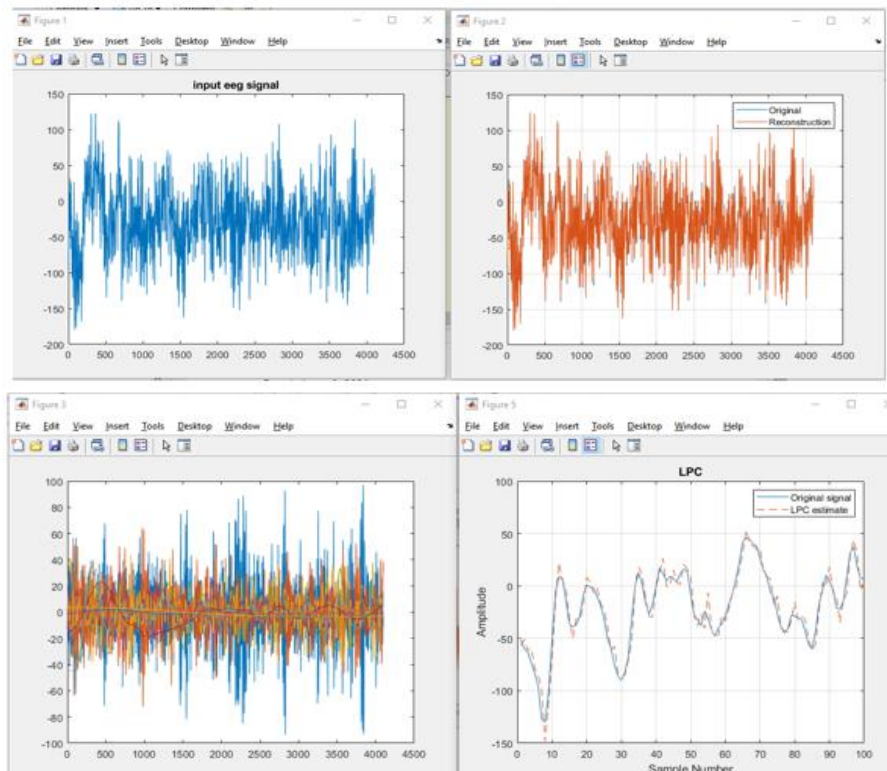 Figure 1
File Edit View Insert Tools Desktop Window Help
input eeg signal
150
100
50
0
-50
-100
-150
-200
0 500 1000 1500 2000 2500 3000 3500 4000 4500
Figure 2
File Edit View Insert Tools Desktop Window Help
Original
Reconstruction
150
100
50
0
-50
-100
-150
-200
0 500 1000 1500 2000 2500 3000 3500 4000 4500
Figure 3
File Edit View Insert Tools Desktop Window Help
100
80
60
40
20
0
-20
-40
-60
-80
-100
0 500 1000 1500 2000 2500 3000 3500 4000 4500
Figure 5
File Edit View Insert Tools Desktop Window Help
LPC
Original signal
LPC estimate
100
50
0
-50
-100
-150
Amplitude
0 10 20 30 40 50 60 70 80 90 100
Sample Number